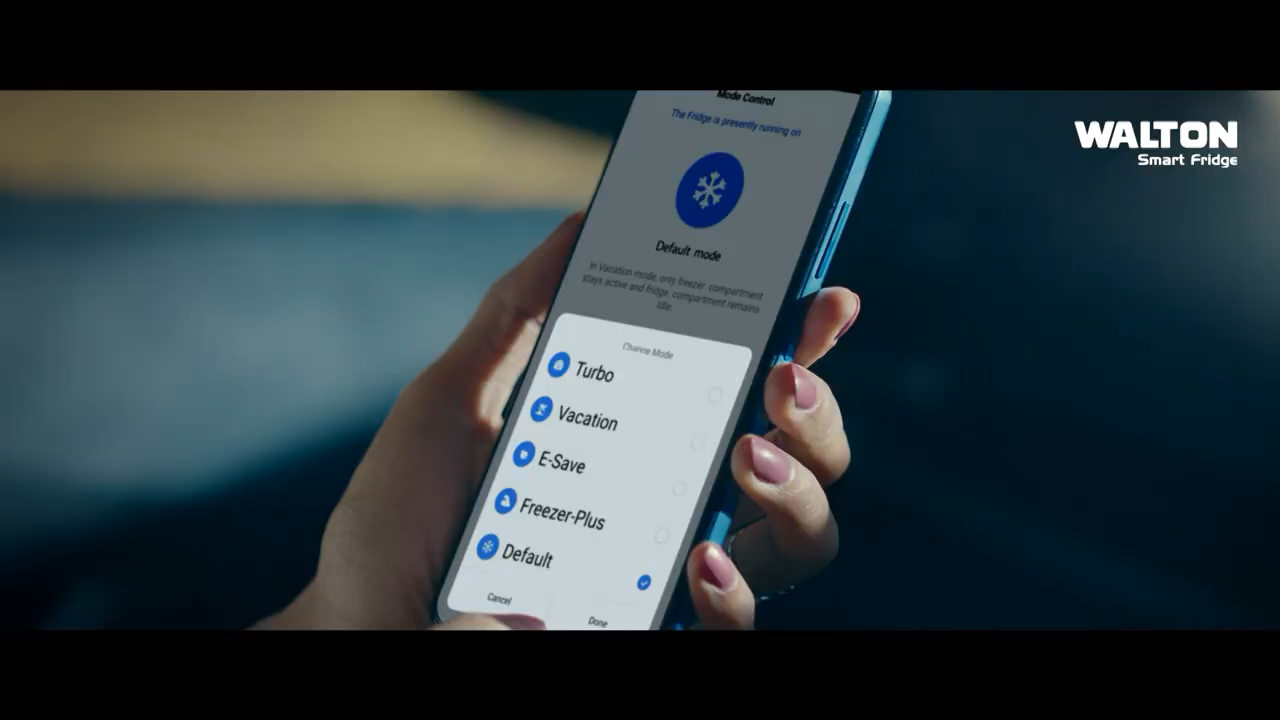 WALTON
Smart Fridge
Mode Control
The Fridge is presently running on
Default mode
In Vacation mode, only freezer compartment
stays active and fridge compartment remains
Idle.
Change Mode
Turbo
Vacation
E-Save
Freezer-Plus
Default
Cancel
Done